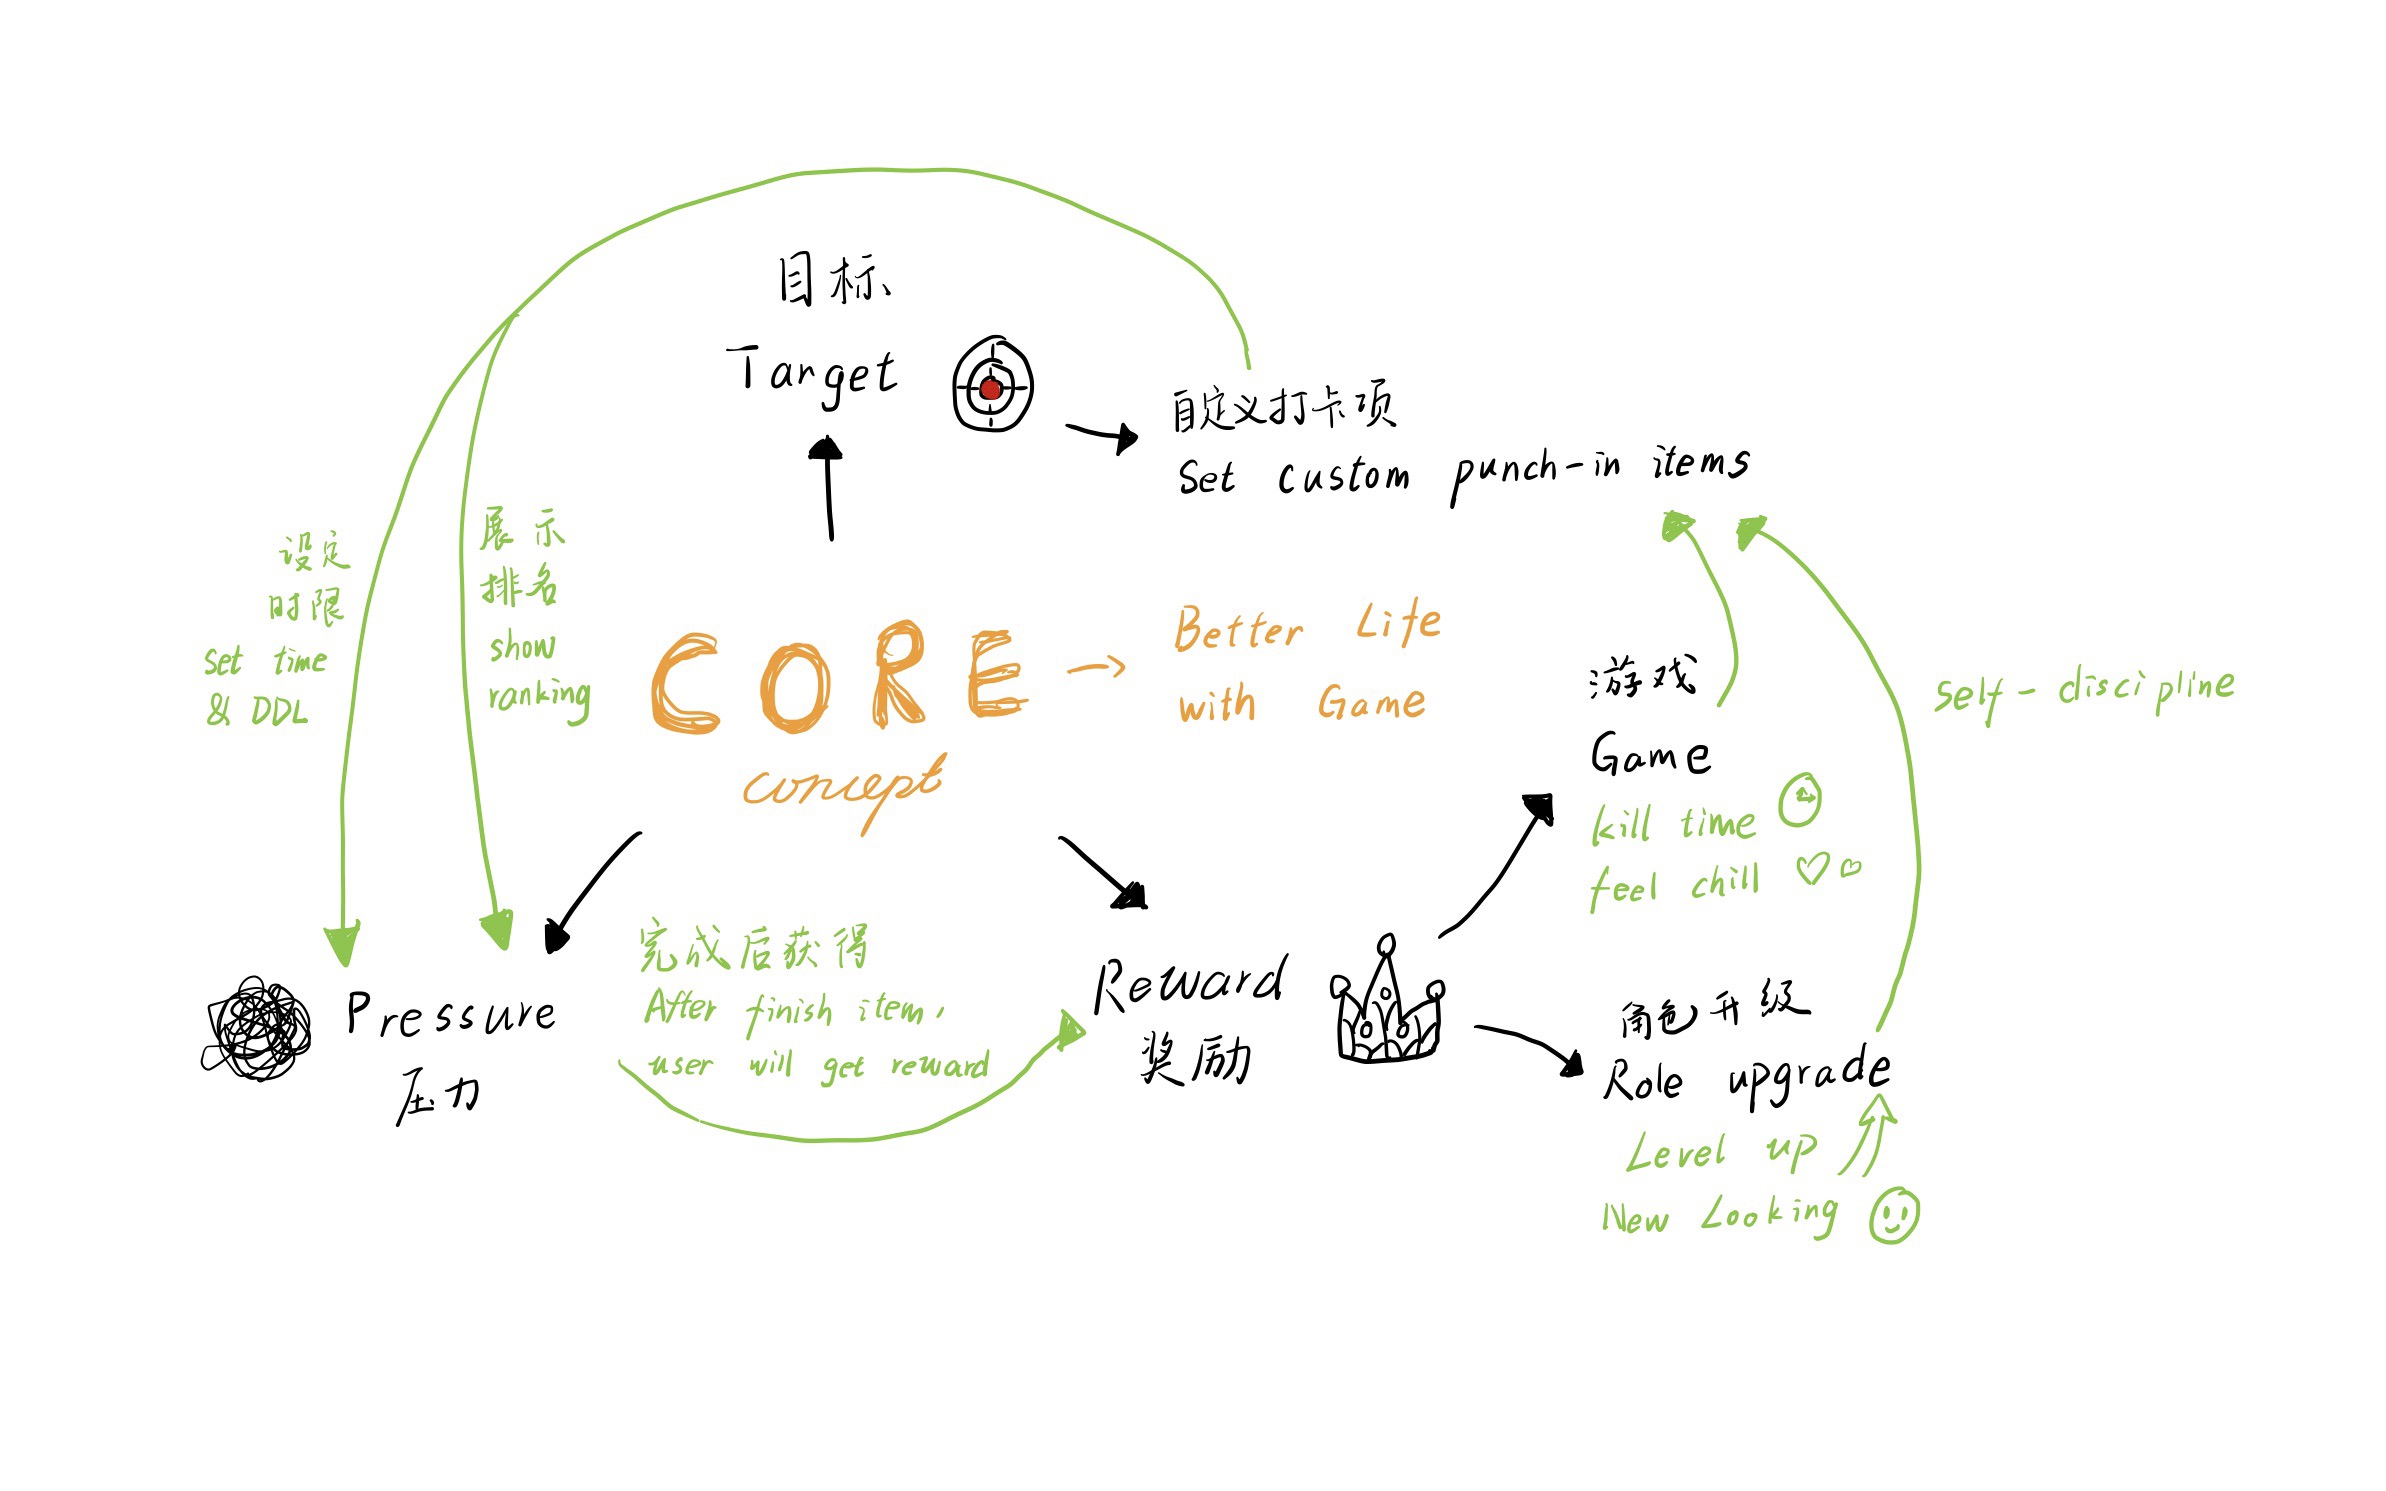 目标
Target
自定义打卡项
Set custom punch-in items
设定
时限
set time
& DDL
展示
排名
show
ranking
CORE
concept
Better Life
with Game
游戏
Game
kill time
feel chill
self-discipline
Pressure
压力
完成后获得
After finish item,
user will get reward
Reward
奖励
角色升级
Role upgrade
Level up
New Looking